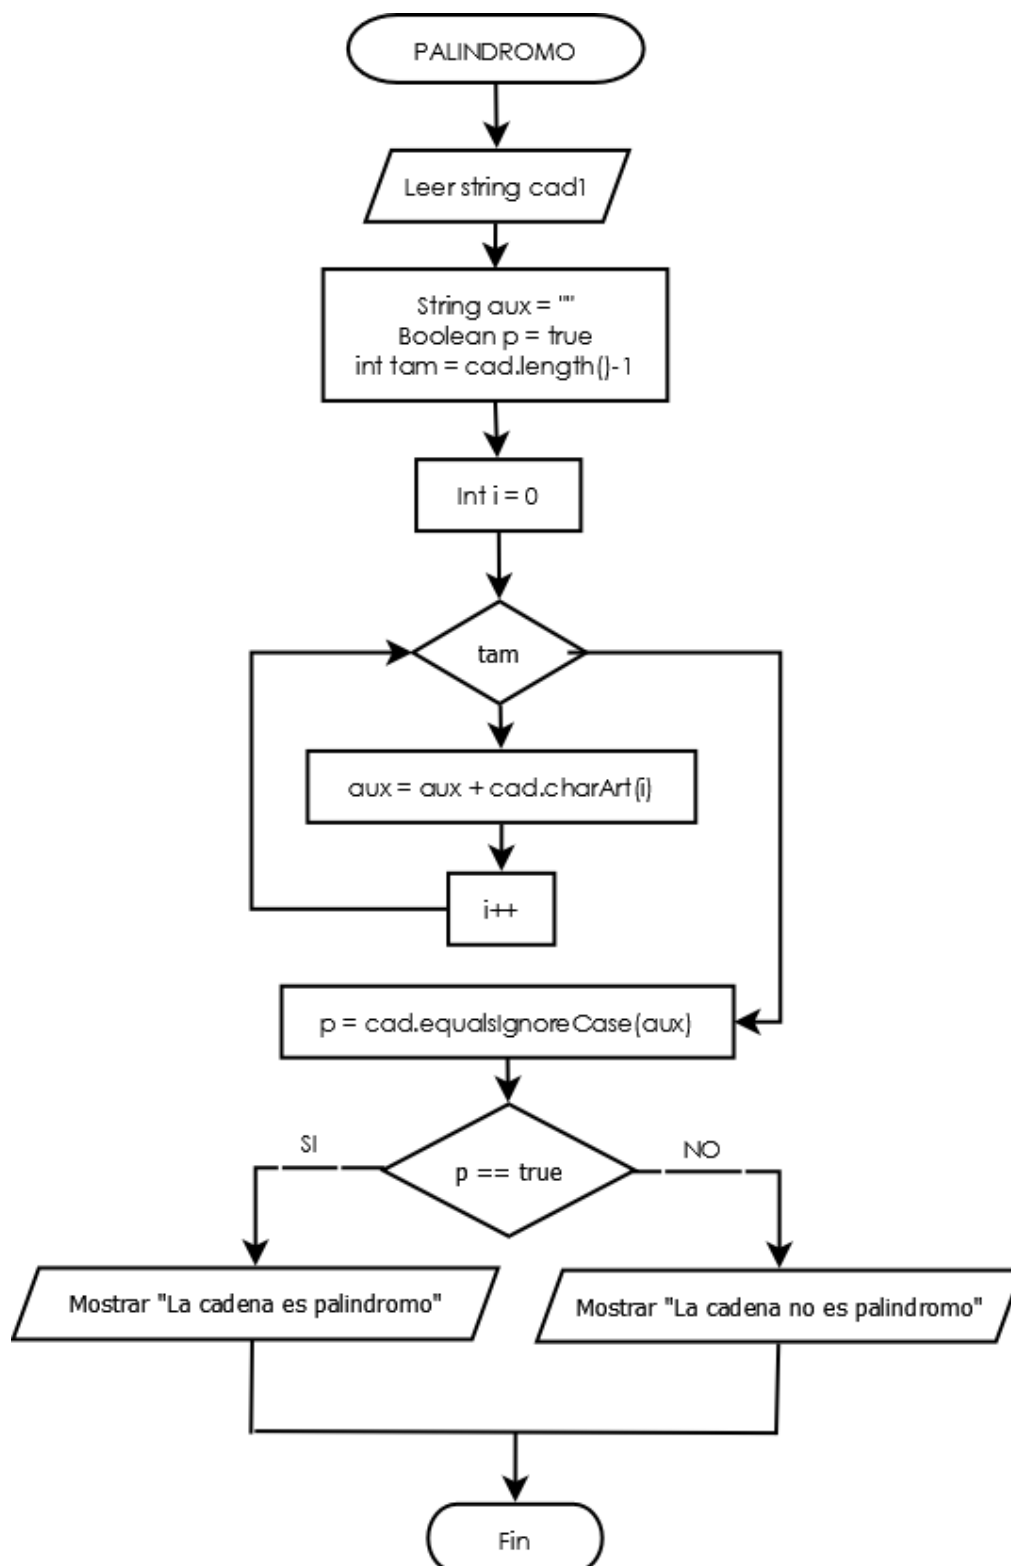 PALINDROMO
Leer string cad1
String aux = ""
Boolean p = true
int tam = cad.length()-1
Int i = 0
tam
aux = aux + cad.charArt(i)
i++
p = cad.equalsIgnoreCase(aux)
SI
NO
p == true
Mostrar "La cadena es palindromo"
Mostrar "La cadena no es palindromo"
Fin